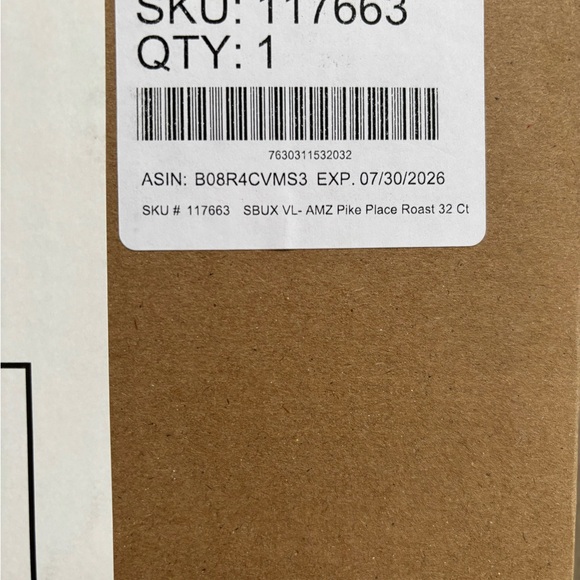 SKU: 117663
QTY: 1
7630311532032
ASIN: B08R4CVMS3 EXP. 07/30/2026
SKU # 117663 SBUX VL- AMZ Pike Place Roast 32 Ct